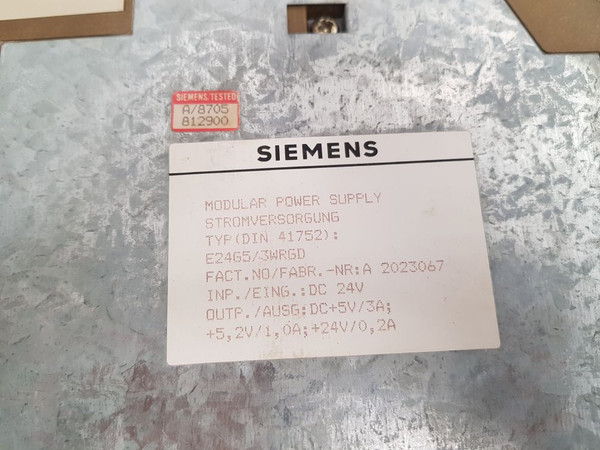 SIEMENS, TESTED
A/8705
812900
SIEMENS
MODULAR POWER SUPPLY
STROMVERSORGUNG
TYP(DIN 41752):
E24G5/3WRGD
FACT.NO/FABR.-NR:A 2023067
INP./EING.:DC 24V
OUTP./AUSG:DC+5V/3A;
+5,2V/1,0A;+24V/0,2A